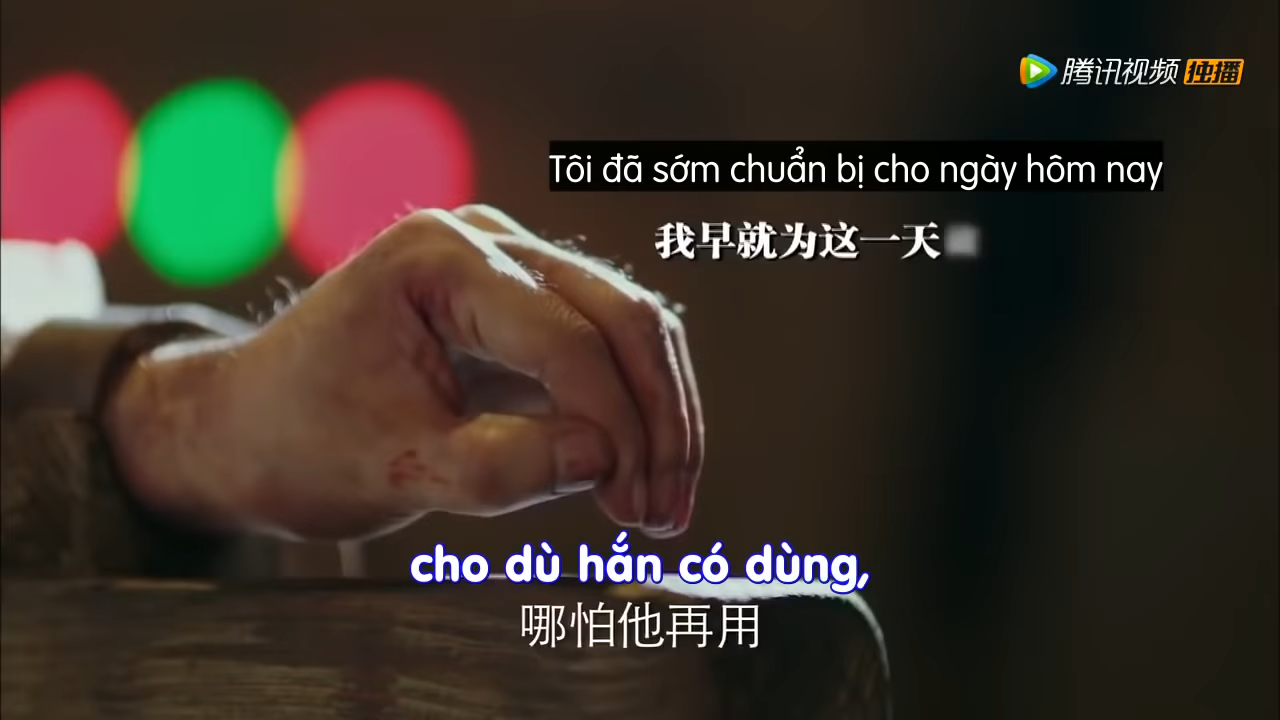 腾讯视频 独播
Tôi đã sớm chuẩn bị cho ngày hôm nay
我早就为这一天
cho dù hắn có dùng,
哪怕他再用